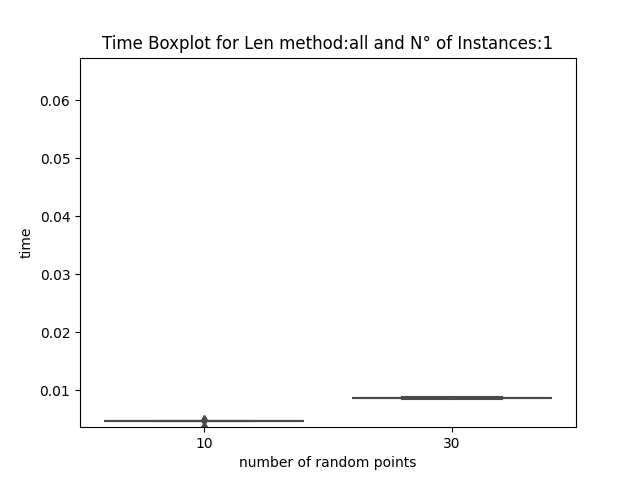 Time Boxplot for Len method:all and N° of Instances:1
0.06
0.05
0.04
0.03
0.02
0.01
time
10 30
number of random points